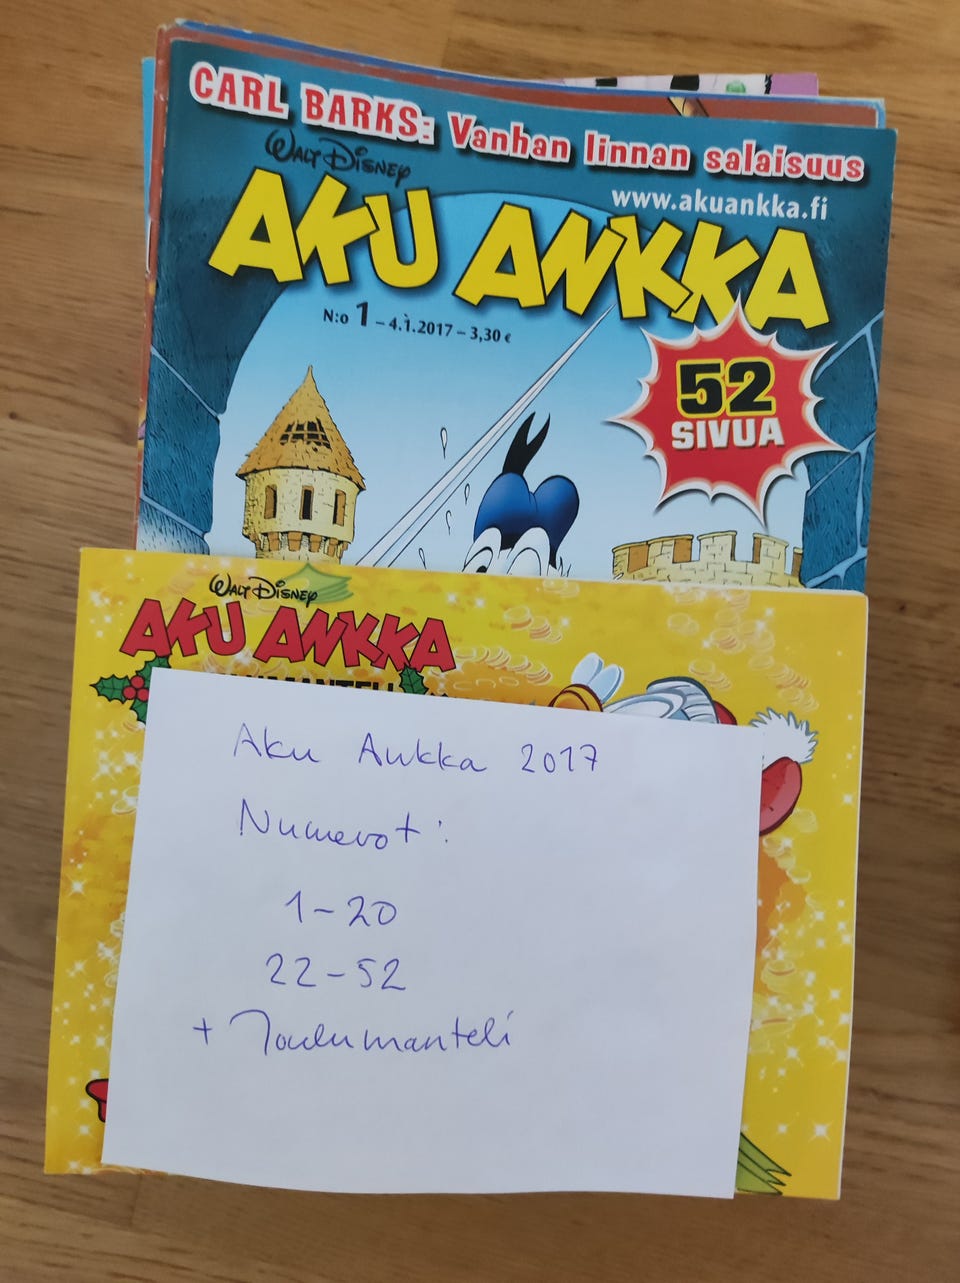 CARL BARKS: Vanhan linnan salaisuus
WALT DISNEY
www.akuankka.fi
AKU ANKKA
N:o 1 – 4.1.2017 – 3,30 €
52
SIVUA
WALT DISNEY
AKU ANKKA
Aku Ankka 2017
Numerot:
1-20
22-52
+ Joulumanteli